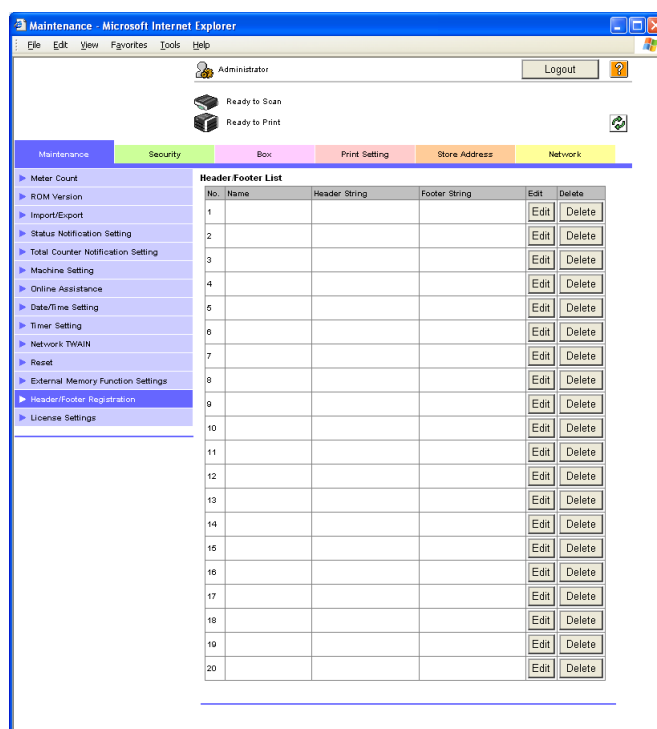 Maintenance - Microsoft Internet Explorer
File Edit View Favorites Tools Help
Administrator
Logout
?
Ready to Scan
Ready to Print
Maintenance Security Box Print Setting Store Address Network
Meter Count
ROM Version
Import/Export
Status Notification Setting
Total Counter Notification Setting
Machine Setting
Online Assistance
Date/Time Setting
Timer Setting
Network TWAIN
Reset
External Memory Function Settings
Header/Footer Registration
License Settings
Header/Footer List
No. Name Header String Footer String Edit Delete
1 Edit Delete
2 Edit Delete
3 Edit Delete
4 Edit Delete
5 Edit Delete
6 Edit Delete
7 Edit Delete
8 Edit Delete
9 Edit Delete
10 Edit Delete
11 Edit Delete
12 Edit Delete
13 Edit Delete
14 Edit Delete
15 Edit Delete
16 Edit Delete
17 Edit Delete
18 Edit Delete
19 Edit Delete
20 Edit Delete